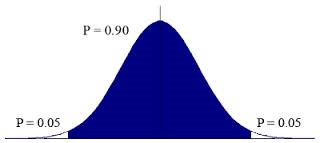 P = 0.90
P = 0.05
P = 0.05